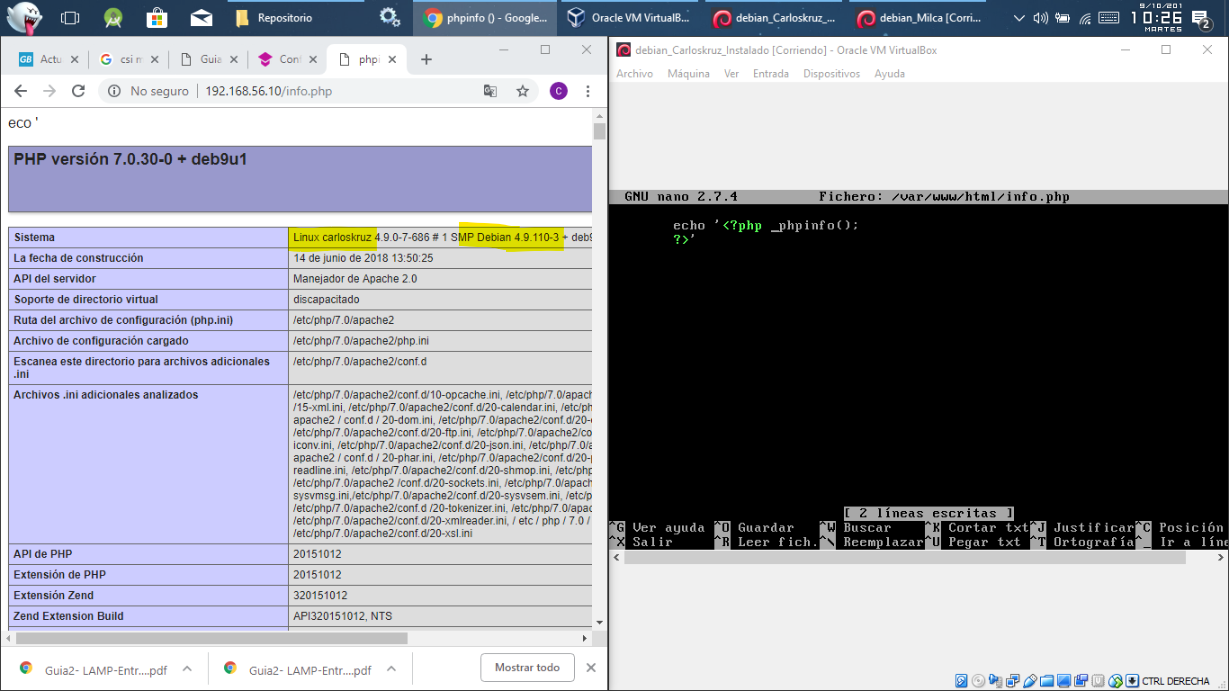 Repositorio
phpinfo () - Google...
Oracle VM VirtualB...
debian_Carloskruz_...
debian_Milca [Corri...
9/10/201
10:26
MARTES
2
GB Actu
csi m
Guia
Cont
phpi
No seguro | 192.168.56.10/info.php
C
eco '
PHP versión 7.0.30-0 + deb9u1
Sistema Linux carloskruz 4.9.0-7-686 # 1 SMP Debian 4.9.110-3 + deb9
La fecha de construcción 14 de junio de 2018 13:50:25
API del servidor Manejador de Apache 2.0
Soporte de directorio virtual discapacitado
Ruta del archivo de configuración (php.ini) /etc/php/7.0/apache2
Archivo de configuración cargado /etc/php/7.0/apache2/php.ini
Escanea este directorio para archivos adicionales /etc/php/7.0/apache2/conf.d
.ini
Archivos .ini adicionales analizados /etc/php/7.0/apache2/conf.d/10-opcache.ini, /etc/php/7.0/apac
/15-xml.ini, /etc/php/7.0/apache2/conf.d/20-calendar.ini, /etc/ph
apache2 / conf.d / 20-dom.ini, /etc/php/7.0/apache2/conf.d/20-
/etc/php/7.0/apache2/conf.d/20-ftp.ini, /etc/php/7.0/apache2/co
iconv.ini, /etc/php/7.0/apache2/conf.d/20-json.ini, /etc/php/7.0/
apache2 / conf.d / 20-phar.ini, /etc/php/7.0/apache2/conf.d/20-p
readline.ini, /etc/php/7.0/apache2/conf.d/20-shmop.ini, /etc/php
/etc/php/7.0/apache2 /conf.d/20-sockets.ini, /etc/php/7.0/apach
sysvmsg.ini,/etc/php/7.0/apache2/conf.d/20-sysvsem.ini, /etc/p
/etc/php/7.0/apache2/conf.d /20-tokenizer.ini, /etc/php/7.0/apac
/etc/php/7.0/apache2/conf.d/20-xmlreader.ini, / etc / php / 7.0 /
conf.d/20-xsl.ini
API de PHP 20151012
Extensión de PHP 20151012
Extensión Zend 320151012
Zend Extension Build API320151012, NTS
Guia2- LAMP-Entr....pdf
Guia2- LAMP-Entr....pdf
Mostrar todo
debian_Carloskruz_Instalado [Corriendo] - Oracle VM VirtualBox
Archivo Máquina Ver Entrada Dispositivos Ayuda
GNU nano 2.7.4 Fichero: /var/www/html/info.php
echo '<?php _phpinfo();
?>'
[ 2 líneas escritas ]
^G Ver ayuda ^O Guardar ^W Buscar ^K Cortar txt ^J Justificar ^C Posición
^X Salir ^R Leer fich. ^\ Reemplazar ^U Pegar txt ^T Ortografía ^_ Ir a líne
CTRL DERECHA